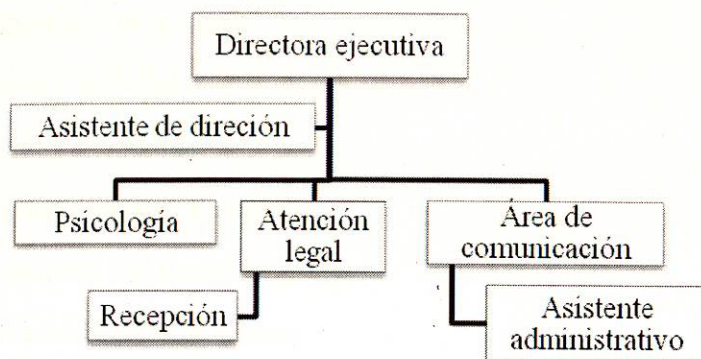 Directora ejecutiva
Asistente de direción
Psicología
Atención
legal
Área de
comunicación
Recepción
Asistente
administrativo